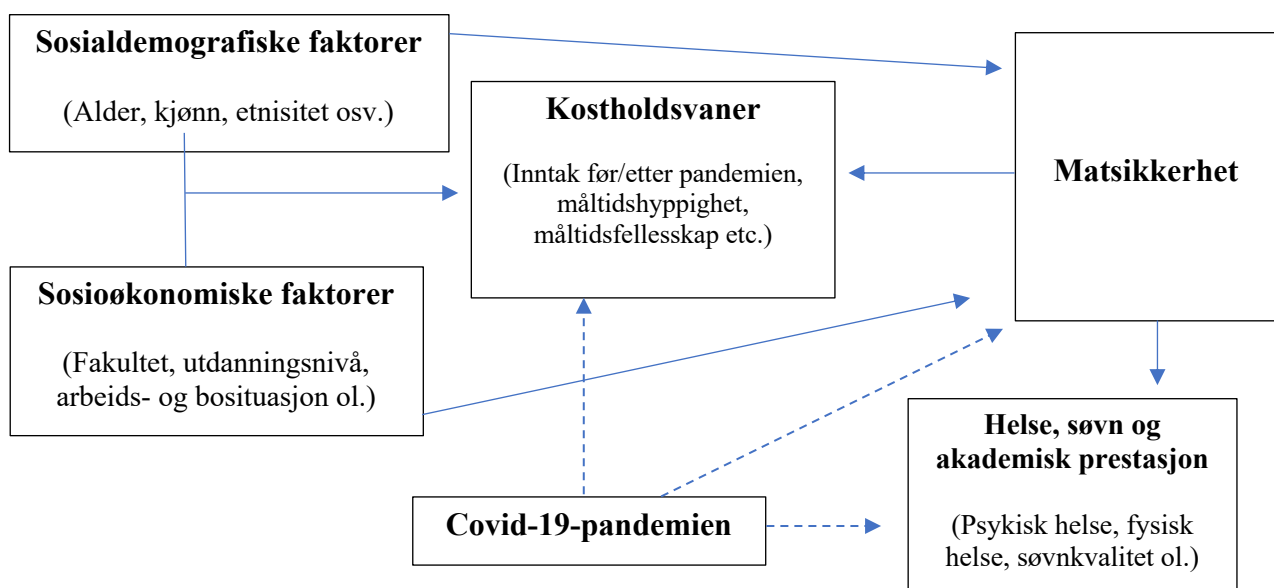 Sosialdemografiske faktorer
(Alder, kjønn, etnisitet osv.)
Kostholdsvaner
(Inntak før/etter pandemien,
måltidshyppighet,
måltidsfellesskap etc.)
Matsikkerhet
Sosioøkonomiske faktorer
(Fakultet, utdanningsnivå,
arbeids- og bosituasjon ol.)
Helse, søvn og
akademisk prestasjon
(Psykisk helse, fysisk
helse, søvnkvalitet ol.)
Covid-19-pandemien